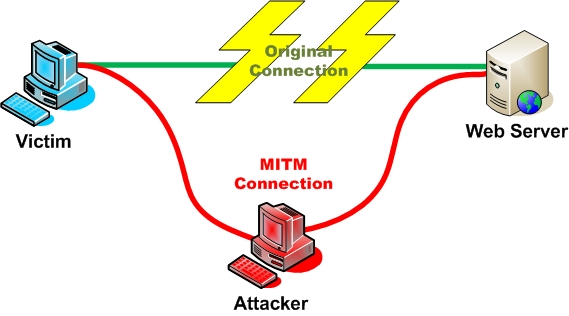 Original
Connection
Victim
Web Server
MITM
Connection
Attacker